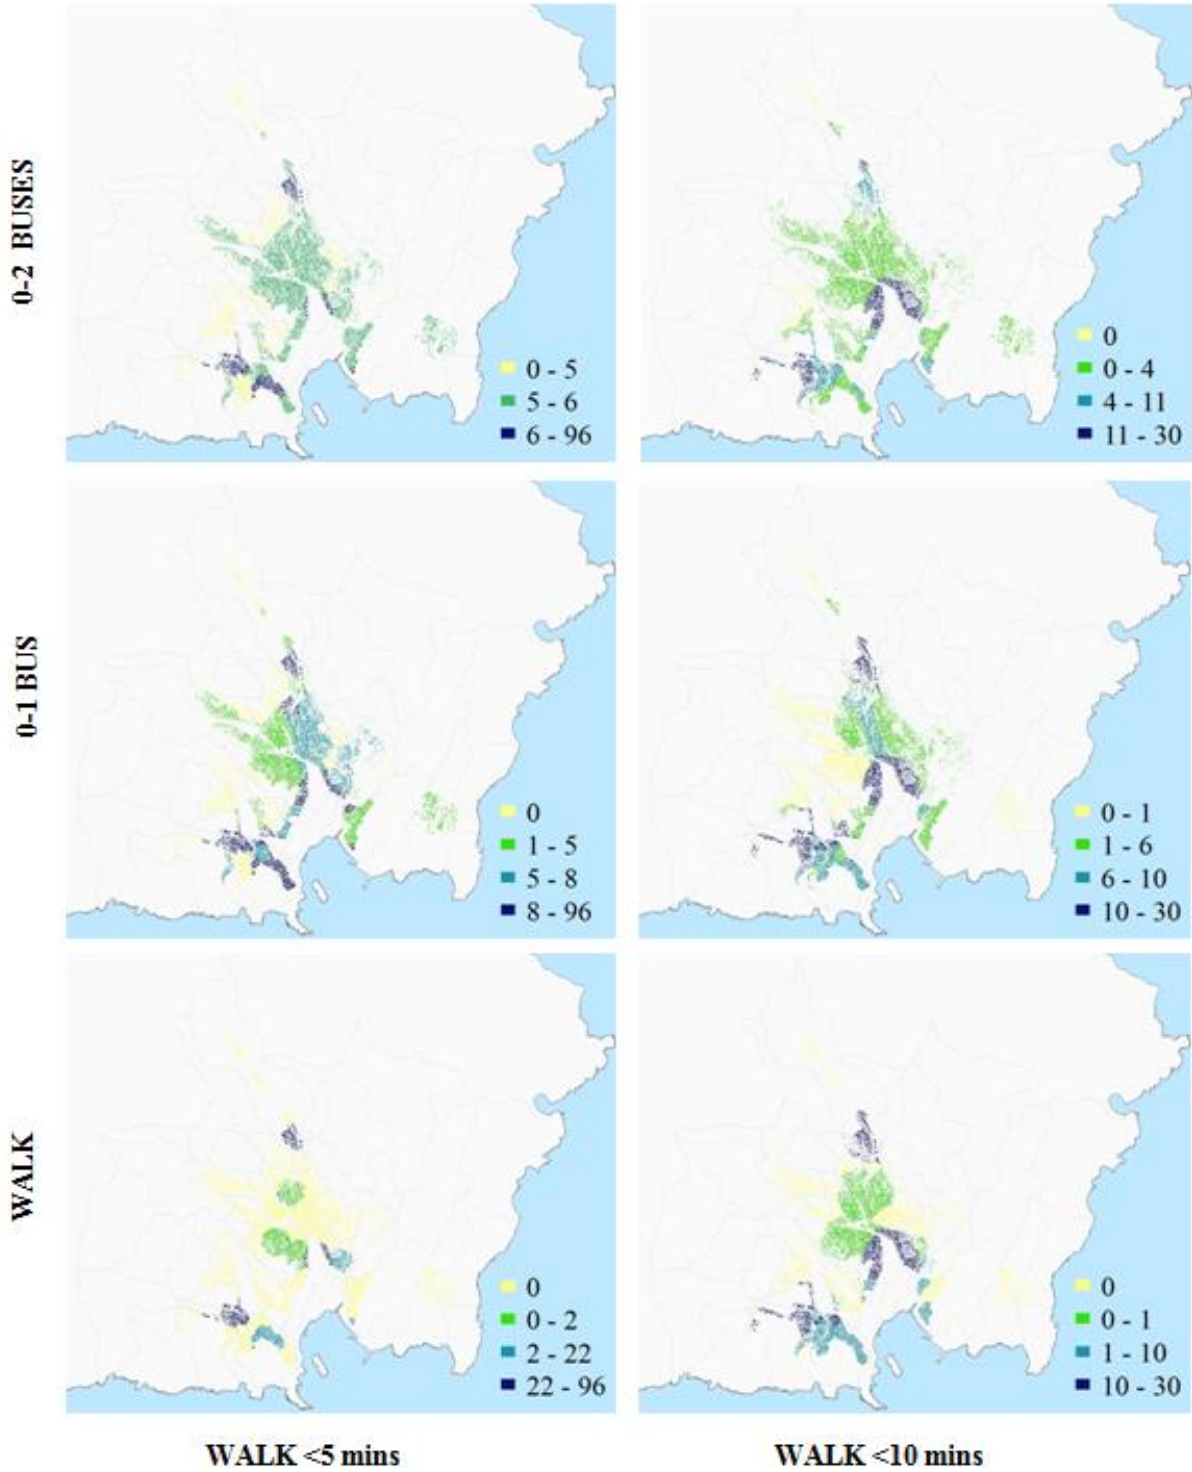 0-2 BUSES
0 - 5
5 - 6
6 - 96
0
0 - 4
4 - 11
11 - 30
0-1 BUS
0
1 - 5
5 - 8
8 - 96
0 - 1
1 - 6
6 - 10
10 - 30
WALK
0
0 - 2
2 - 22
22 - 96
0
0 - 1
1 - 10
10 - 30
WALK <5 mins
WALK <10 mins